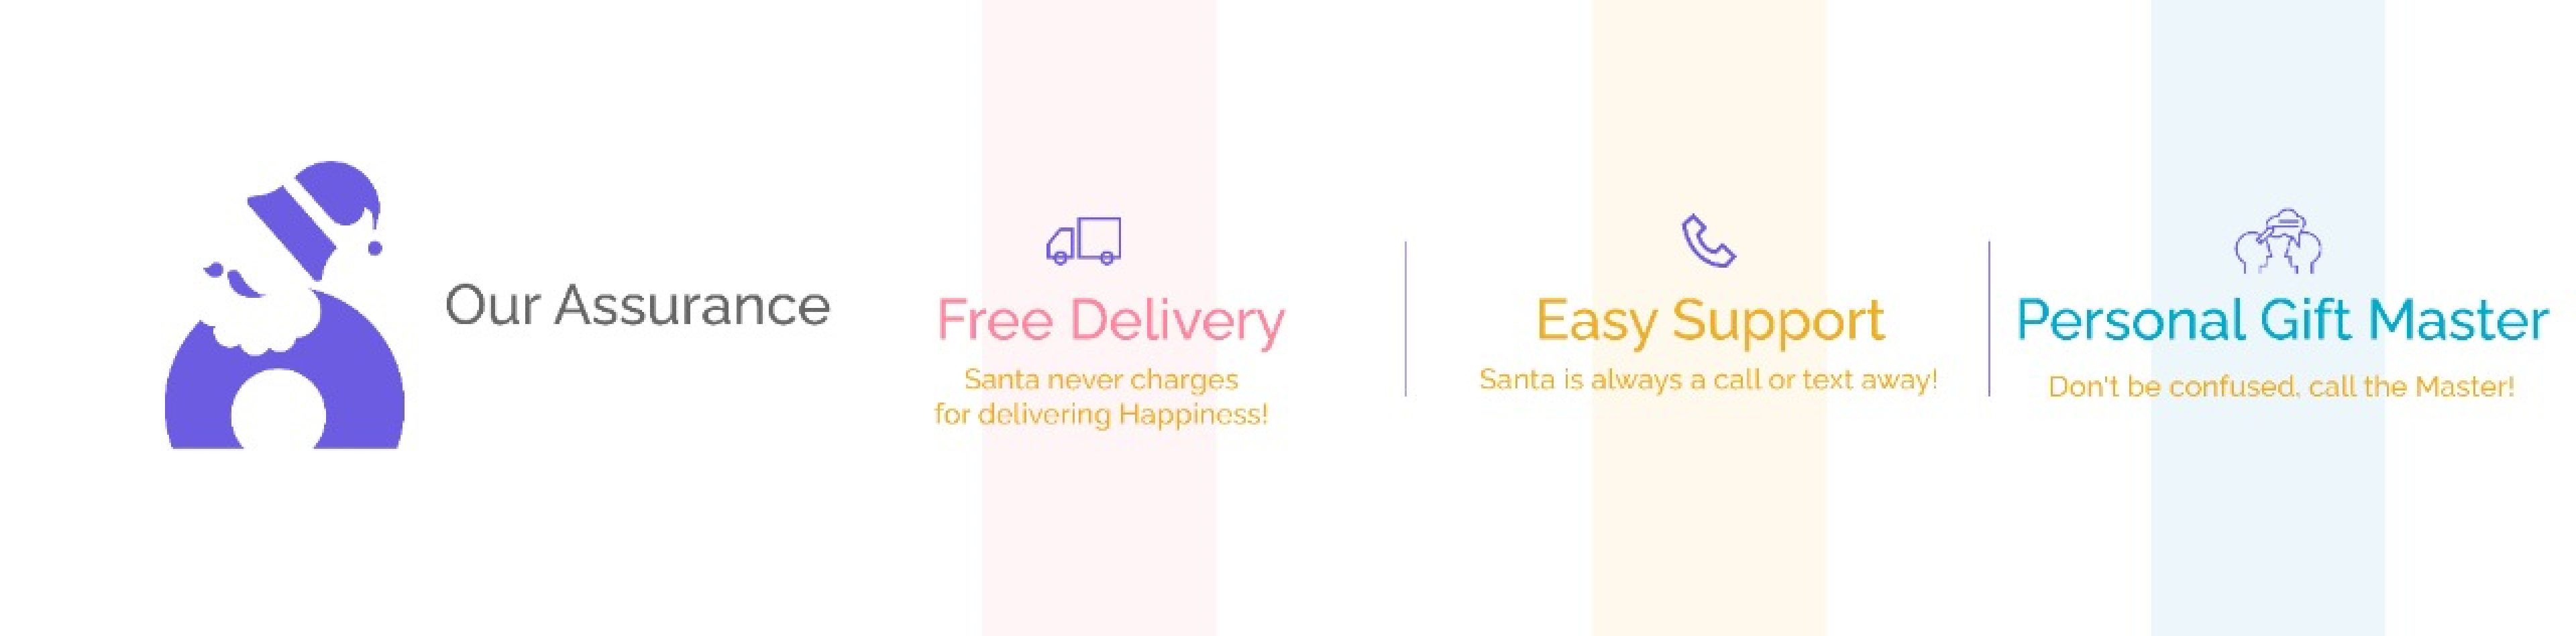 Our Assurance
Free Delivery
Santa never charges
for delivering Happiness!
Easy Support
Santa is always a call or text away!
Personal Gift Master
Don't be confused, call the Master!